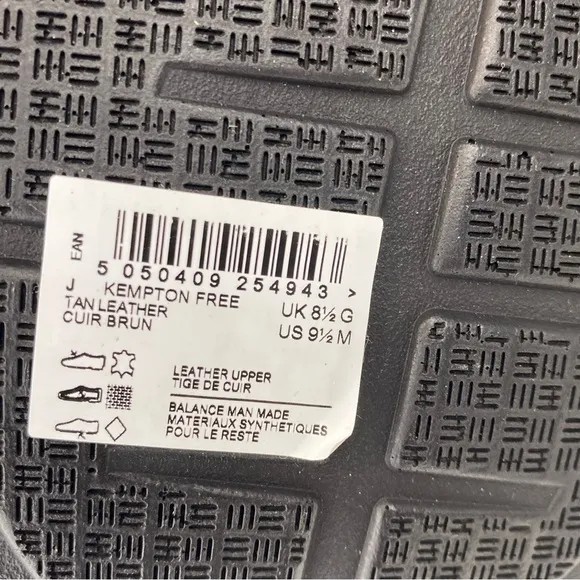 EAN
5 050409 254943 >
J KEMPTON FREE UK 8½ G
TAN LEATHER US 9½ M
CUIR BRUN
LEATHER UPPER
TIGE DE CUIR
BALANCE MAN MADE
MATERIAUX SYNTHETIQUES
POUR LE RESTE